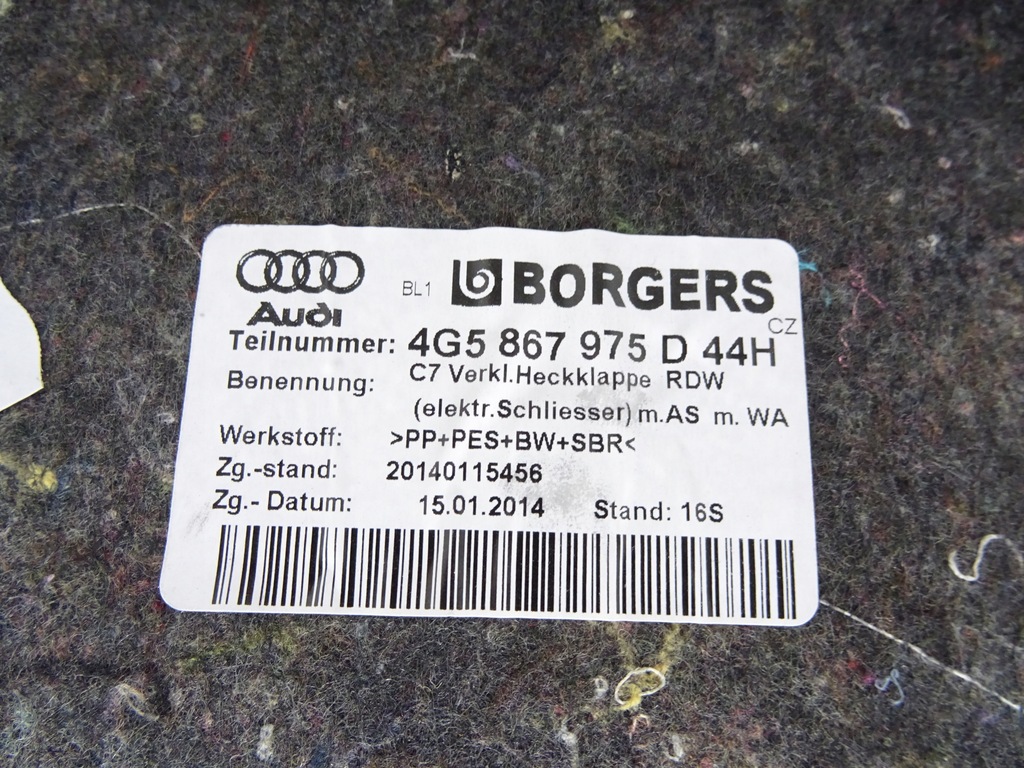 BL1 BORGERS
CZ
Audi
Teilnummer: 4G5 867 975 D 44H
Benennung: C7 Verkl.Heckklappe RDW
(elektr.Schliesser) m.AS m. WA
Werkstoff: >PP+PES+BW+SBR<
Zg.-stand: 20140115456
Zg.- Datum: 15.01.2014 Stand: 16S